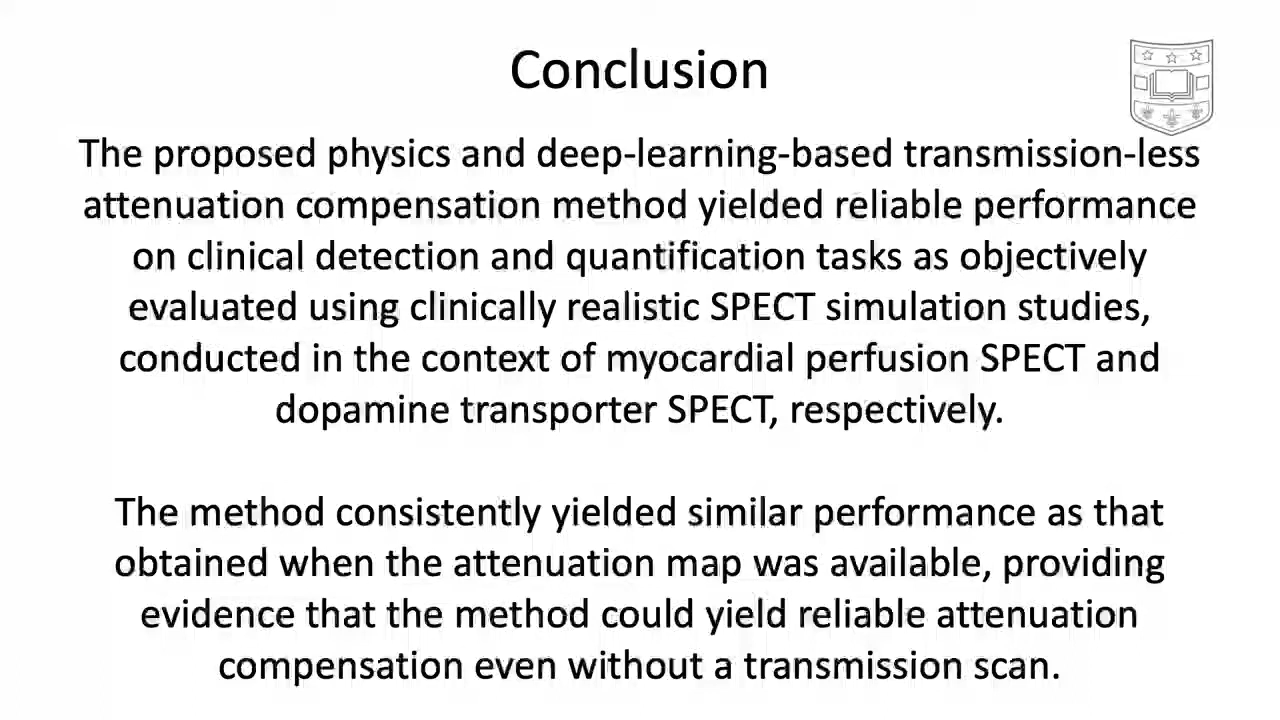 Conclusion
The proposed physics and deep-learning-based transmission-less
attenuation compensation method yielded reliable performance
on clinical detection and quantification tasks as objectively
evaluated using clinically realistic SPECT simulation studies,
conducted in the context of myocardial perfusion SPECT and
dopamine transporter SPECT, respectively.
The method consistently yielded similar performance as that
obtained when the attenuation map was available, providing
evidence that the method could yield reliable attenuation
compensation even without a transmission scan.